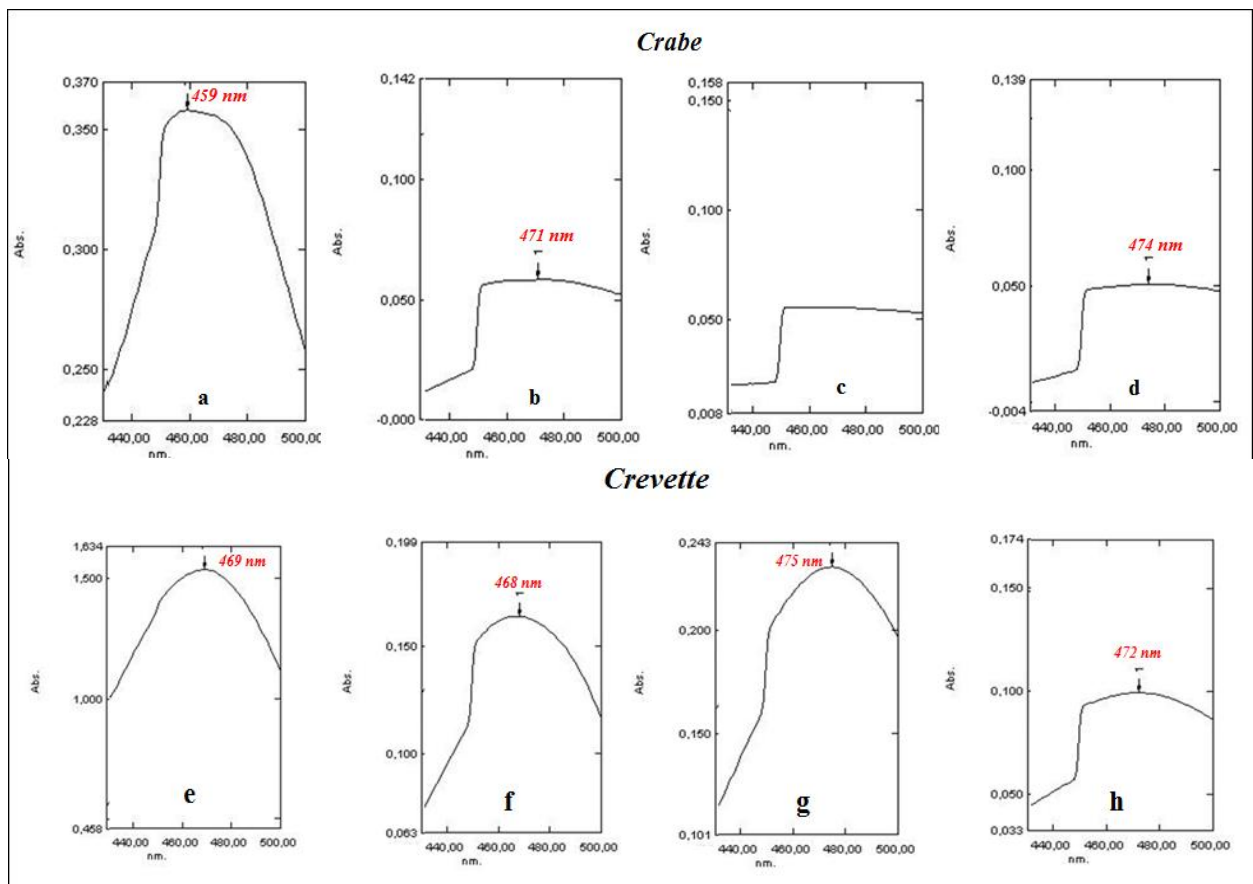 Crabe
0,370
0,350
0,300
0,250
0,228
Abs.
459 nm
a
440,00 460,00 480,00 500,00
nm.
0,142
0,100
0,050
-0,000
Abs.
471 nm
1
b
440,00 460,00 480,00 500,00
nm.
0,158
0,150
0,100
0,050
0,008
Abs.
c
440,00 460,00 480,00 500,00
nm.
0,139
0,100
0,050
-0,004
Abs.
474 nm
1
d
440,00 460,00 480,00 500,00
nm.
Crevette
1,634
1,500
1,000
0,468
Abs.
469 nm
e
440,00 460,00 480,00 500,00
nm.
0,199
0,150
0,100
0,063
Abs.
468 nm
1
f
440,00 460,00 480,00 500,00
nm.
0,243
0,200
0,150
0,101
Abs.
475 nm
g
440,00 460,00 480,00 500,00
nm.
0,174
0,150
0,100
0,050
0,033
Abs.
472 nm
1
h
440,00 460,00 480,00 500,00
nm.